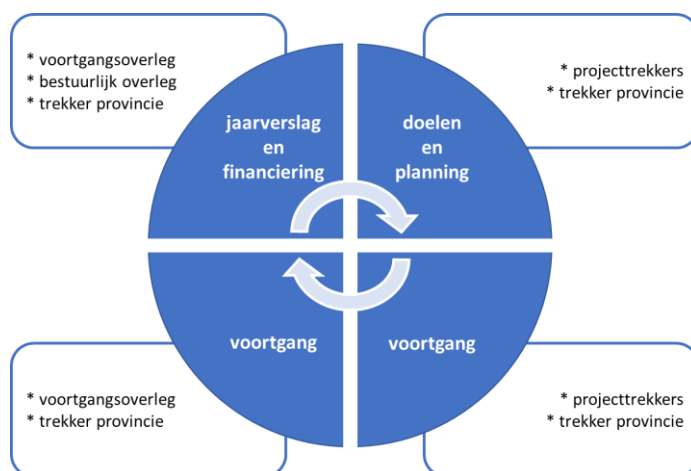 * voortgangsoverleg
* bestuurlijk overleg
* trekker provincie
jaarverslag
en
financiering
doelen
en
planning
* projecttrekkers
* trekker provincie
* voortgangsoverleg
* trekker provincie
voortgang
voortgang
* projecttrekkers
* trekker provincie